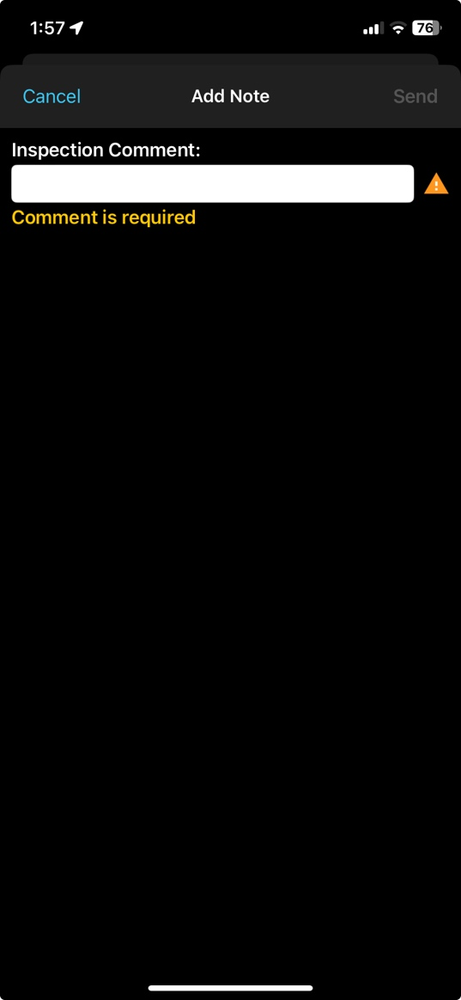 1:57
76
Cancel
Add Note
Send
Inspection Comment:
Comment is required